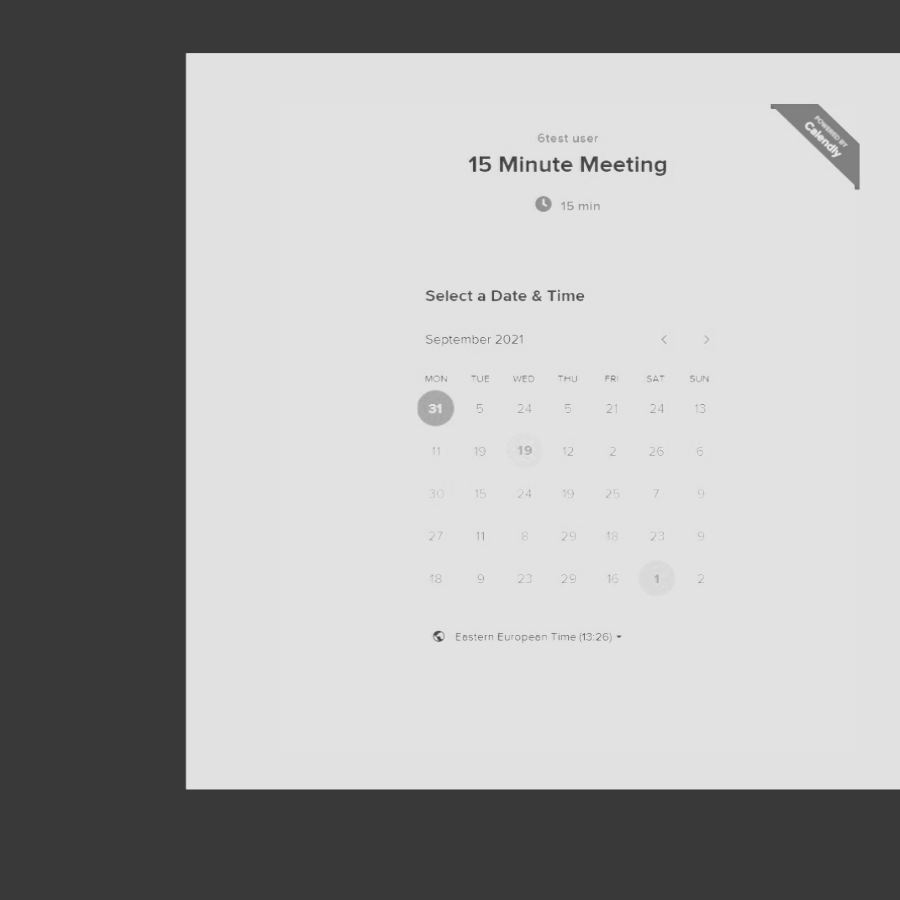 POWERED BY
Calendly
6test user
15 Minute Meeting
15 min
Select a Date & Time
September 2021
MON TUE WED THU FRI SAT SUN
31 5 24 5 21 24 13
11 19 19 12 2 26 6
30 15 24 19 25 7 9
27 11 8 29 18 23 9
18 9 23 29 16 1 2
Eastern European Time (13:26)